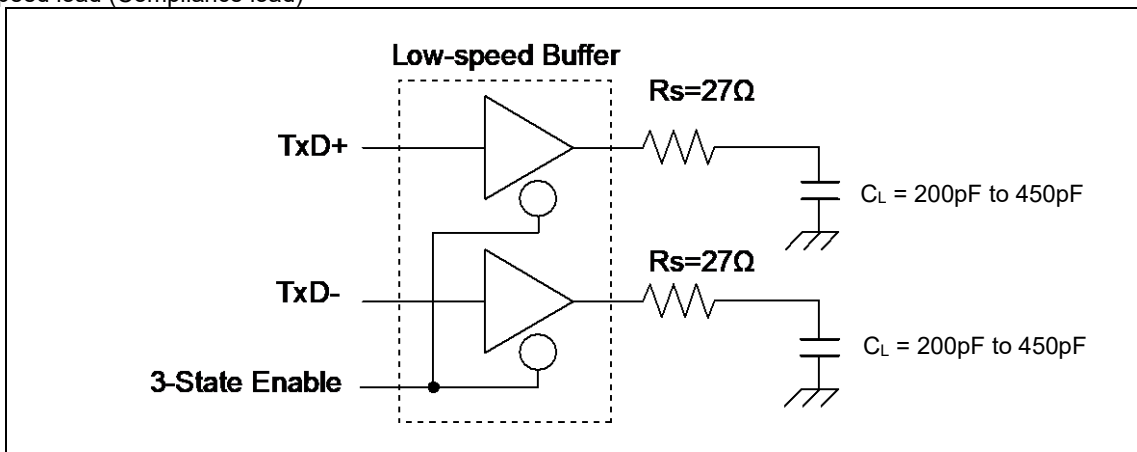 Low-speed Buffer
Rs=27Ω
TxD+
CL = 200pF to 450pF
Rs=27Ω
TxD-
CL = 200pF to 450pF
3-State Enable